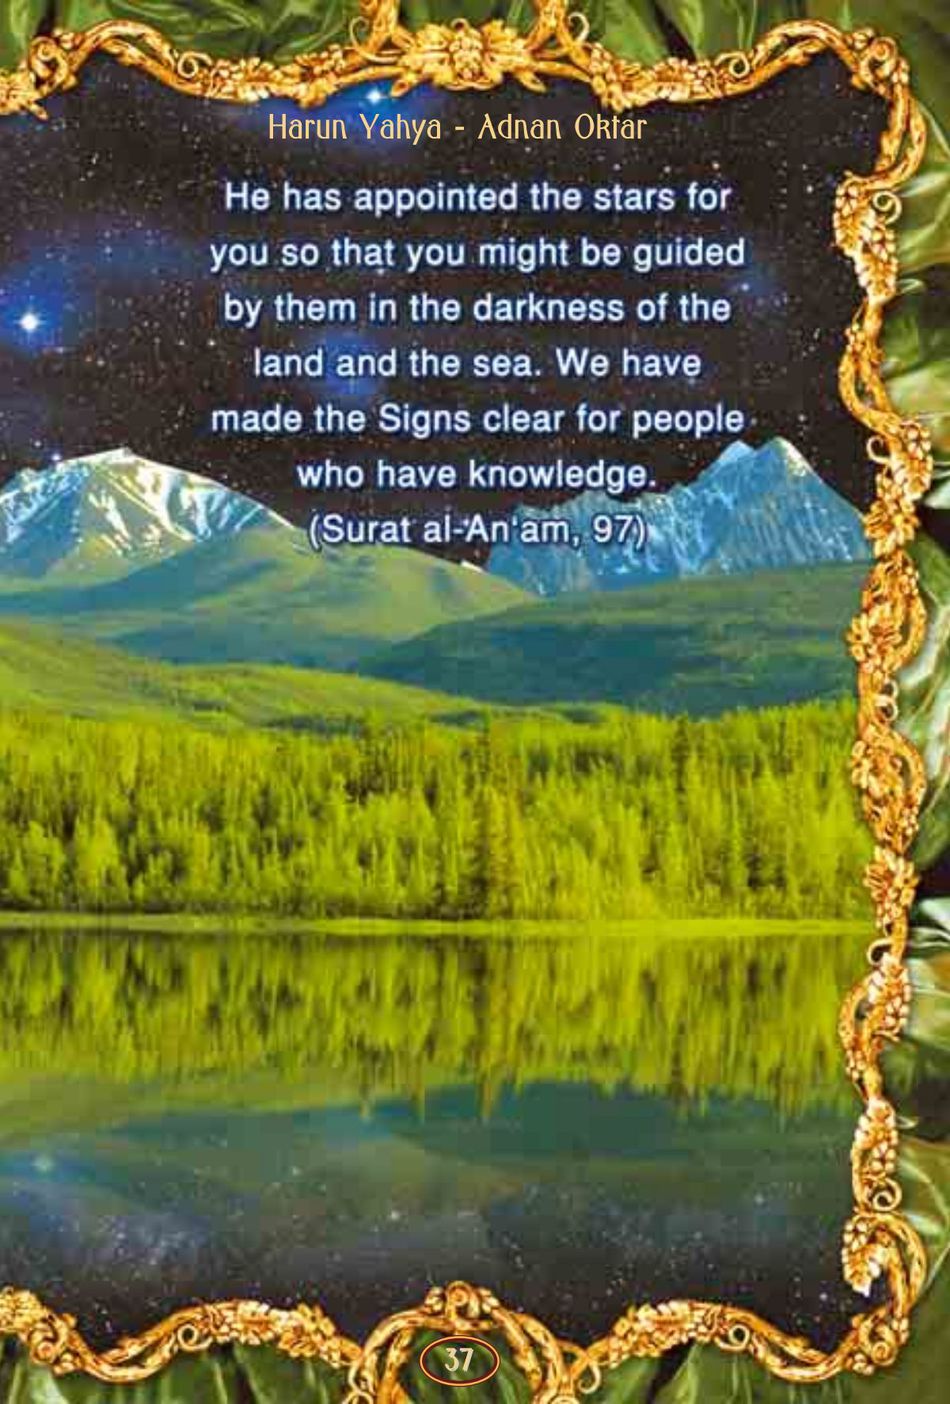 Harun Yahya - Adnan Oktar
He has appointed the stars for
you so that you might be guided
by them in the darkness of the
land and the sea. We have
made the Signs clear for people
who have knowledge.
(Surat al-An'am, 97)
37